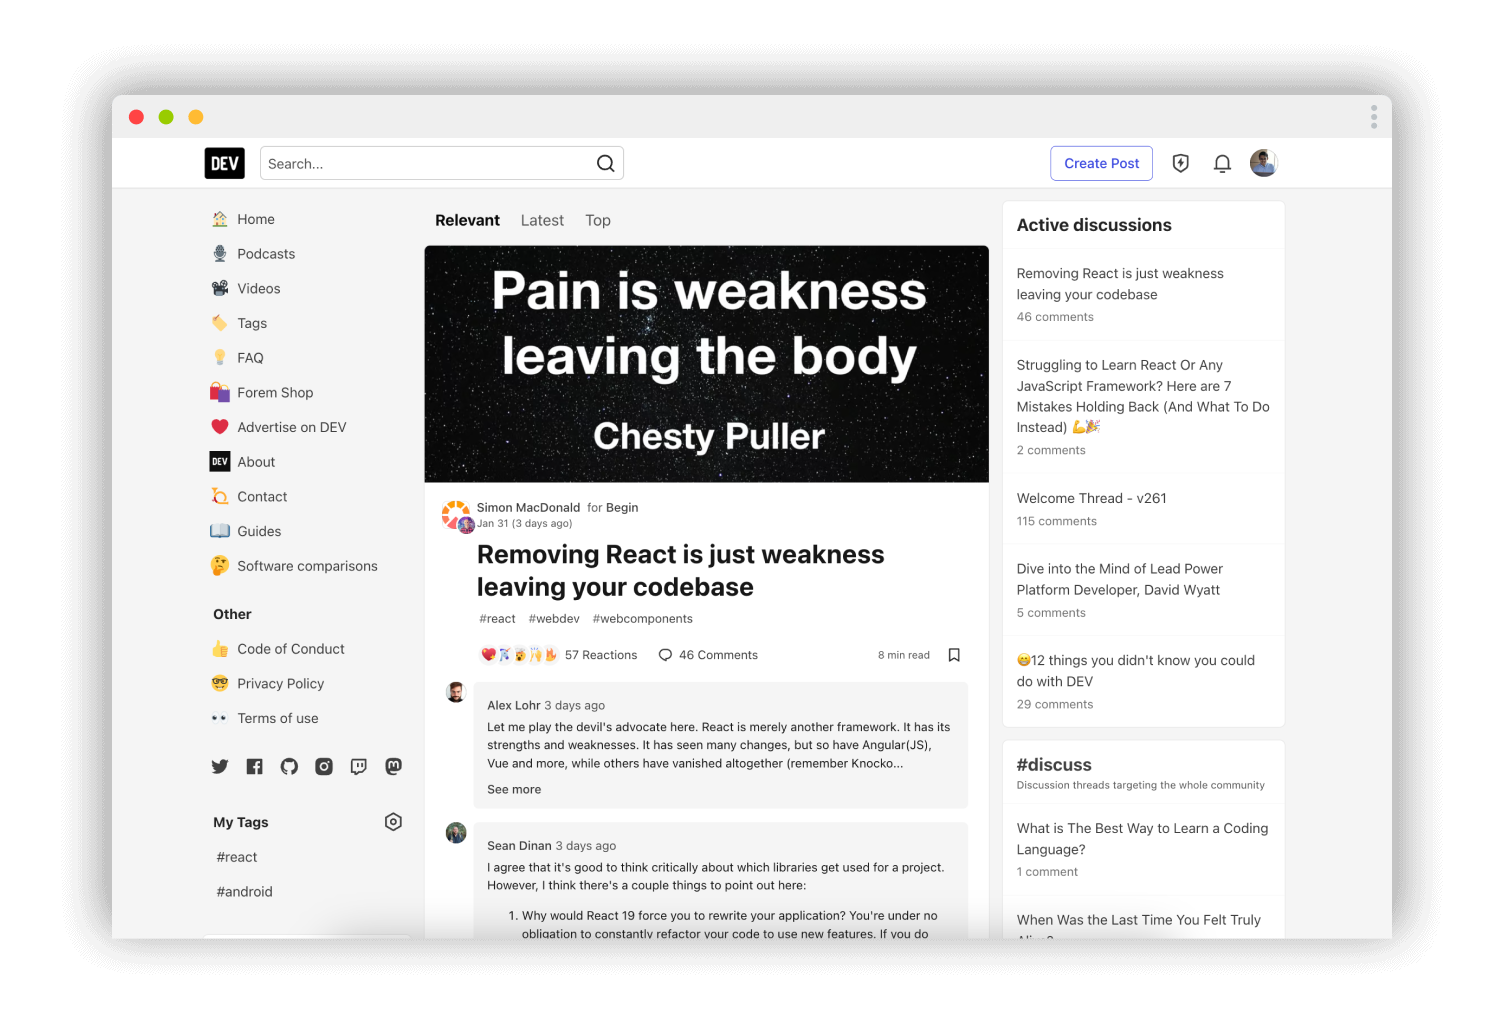 DEV
Search...
Create Post
Home
Podcasts
Videos
Tags
FAQ
Forem Shop
Advertise on DEV
DEV About
Contact
Guides
Software comparisons
Other
Code of Conduct
Privacy Policy
Terms of use
My Tags
#react
#android
Relevant Latest Top
Pain is weakness
leaving the body
Chesty Puller
Simon MacDonald for Begin
Jan 31 (3 days ago)
Removing React is just weakness
leaving your codebase
#react #webdev #webcomponents
57 Reactions 46 Comments 8 min read
Alex Lohr 3 days ago
Let me play the devil's advocate here. React is merely another framework. It has its
strengths and weaknesses. It has seen many changes, but so have Angular(JS),
Vue and more, while others have vanished altogether (remember Knocko...
See more
Sean Dinan 3 days ago
I agree that it's good to think critically about which libraries get used for a project.
However, I think there's a couple things to point out here:
1. Why would React 19 force you to rewrite your application? You're under no
obligation to constantly refactor your code to use new features. If you do
Active discussions
Removing React is just weakness
leaving your codebase
46 comments
Struggling to Learn React Or Any
JavaScript Framework? Here are 7
Mistakes Holding Back (And What To Do
Instead) 💪🎉
2 comments
Welcome Thread - v261
115 comments
Dive into the Mind of Lead Power
Platform Developer, David Wyatt
5 comments
😁12 things you didn't know you could
do with DEV
29 comments
#discuss
Discussion threads targeting the whole community
What is The Best Way to Learn a Coding
Language?
1 comment
When Was the Last Time You Felt Truly